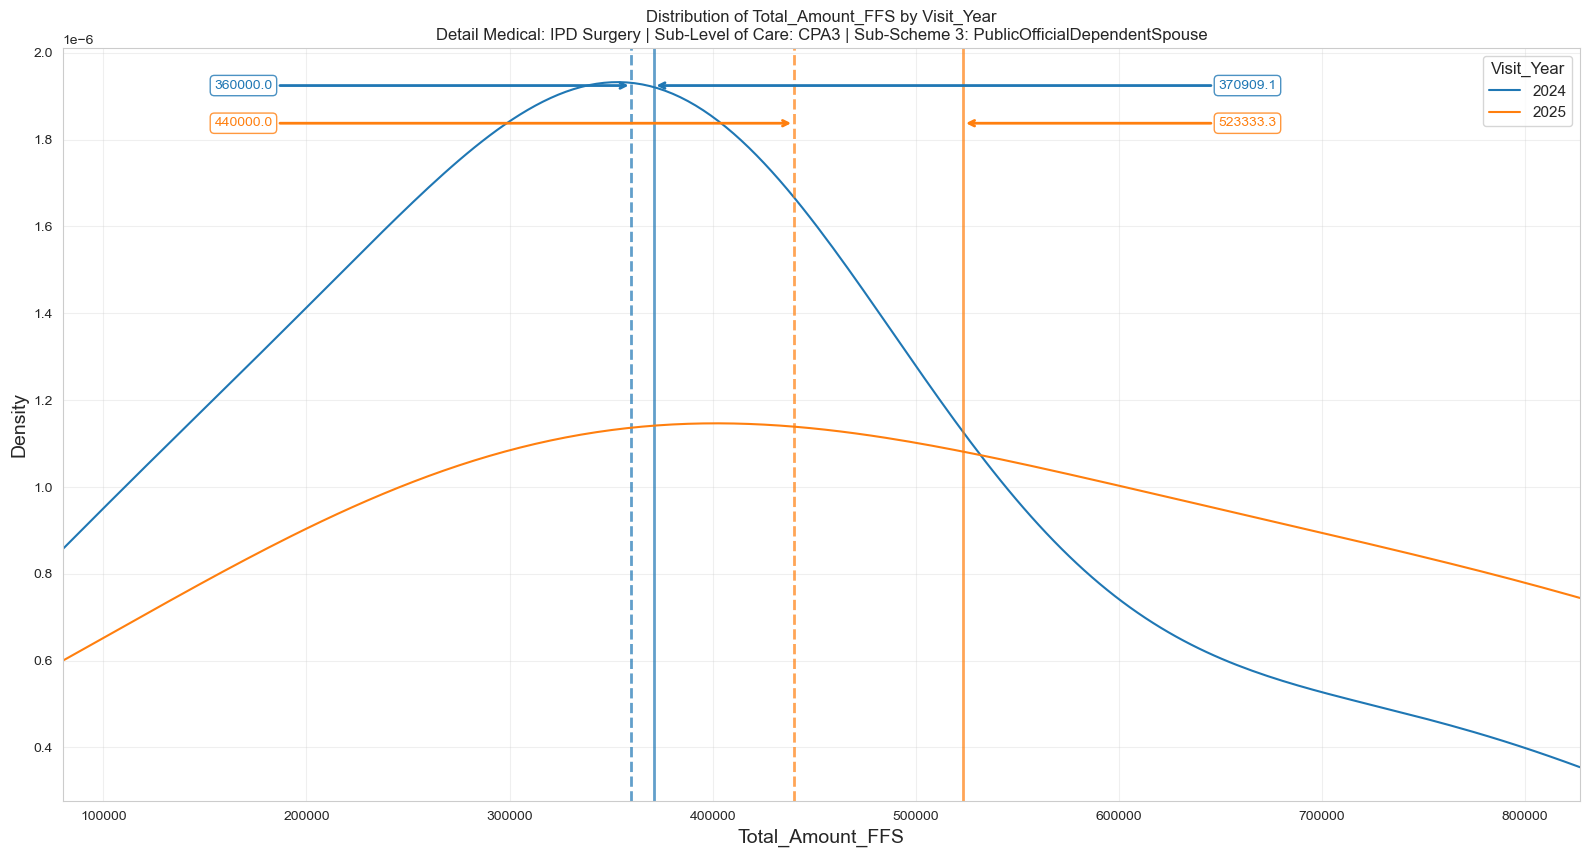 Distribution of Total_Amount_FFS by Visit_Year
Detail Medical: IPD Surgery | Sub-Level of Care: CPA3 | Sub-Scheme 3: PublicOfficialDependentSpouse
1e−6
2.0
1.8
1.6
1.4
1.2
1.0
0.8
0.6
0.4
Density
360000.0
370909.1
440000.0
523333.3
Visit_Year
2024
2025
100000 200000 300000 400000 500000 600000 700000 800000
Total_Amount_FFS